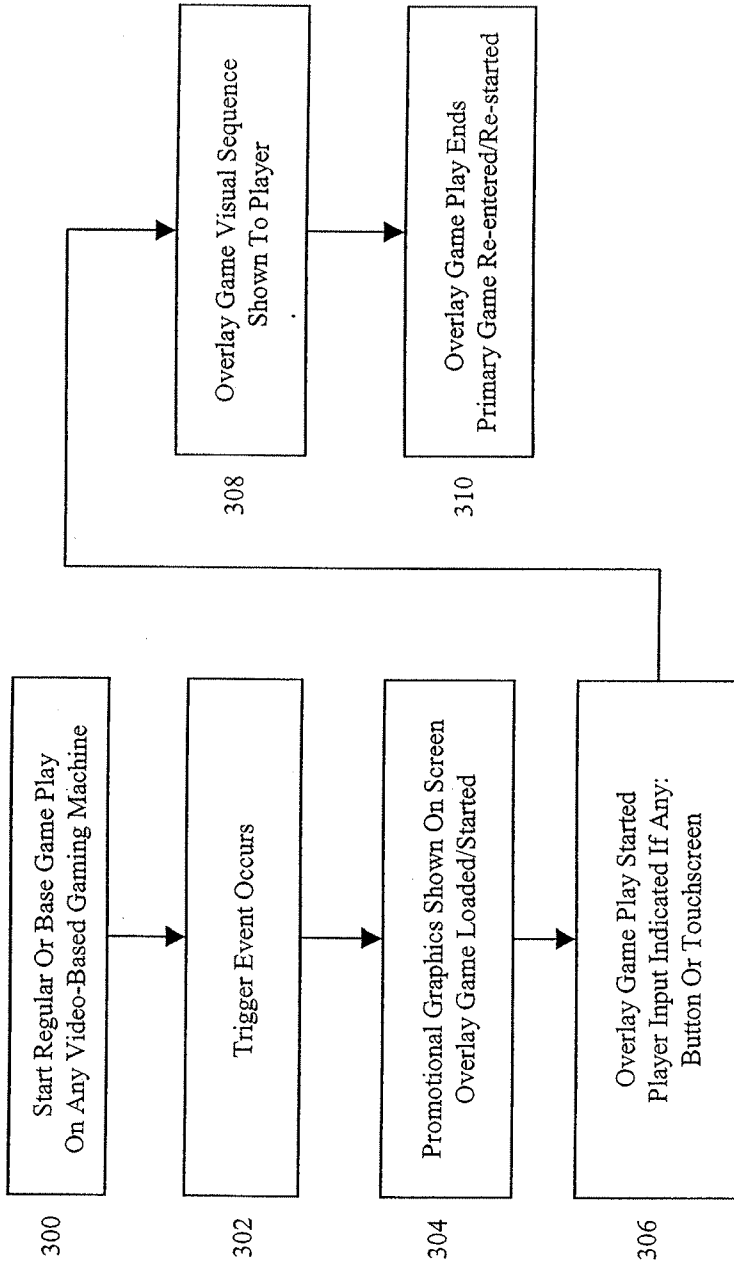 300
Start Regular Or Base Game Play
On Any Video-Based Gaming Machine
302
Trigger Event Occurs
304
Promotional Graphics Shown On Screen
Overlay Game Loaded/Started
306
Overlay Game Play Started
Player Input Indicated If Any:
Button Or Touchscreen
308
Overlay Game Visual Sequence
Shown To Player
310
Overlay Game Play Ends
Primary Game Re-entered/Re-started